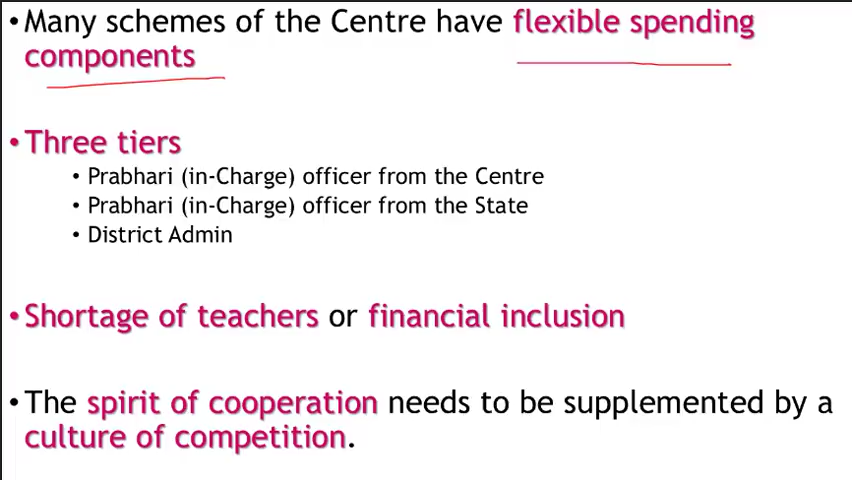 • Many schemes of the Centre have flexible spending
components
• Three tiers
• Prabhari (in-Charge) officer from the Centre
• Prabhari (in-Charge) officer from the State
• District Admin
• Shortage of teachers or financial inclusion
• The spirit of cooperation needs to be supplemented by a
culture of competition.